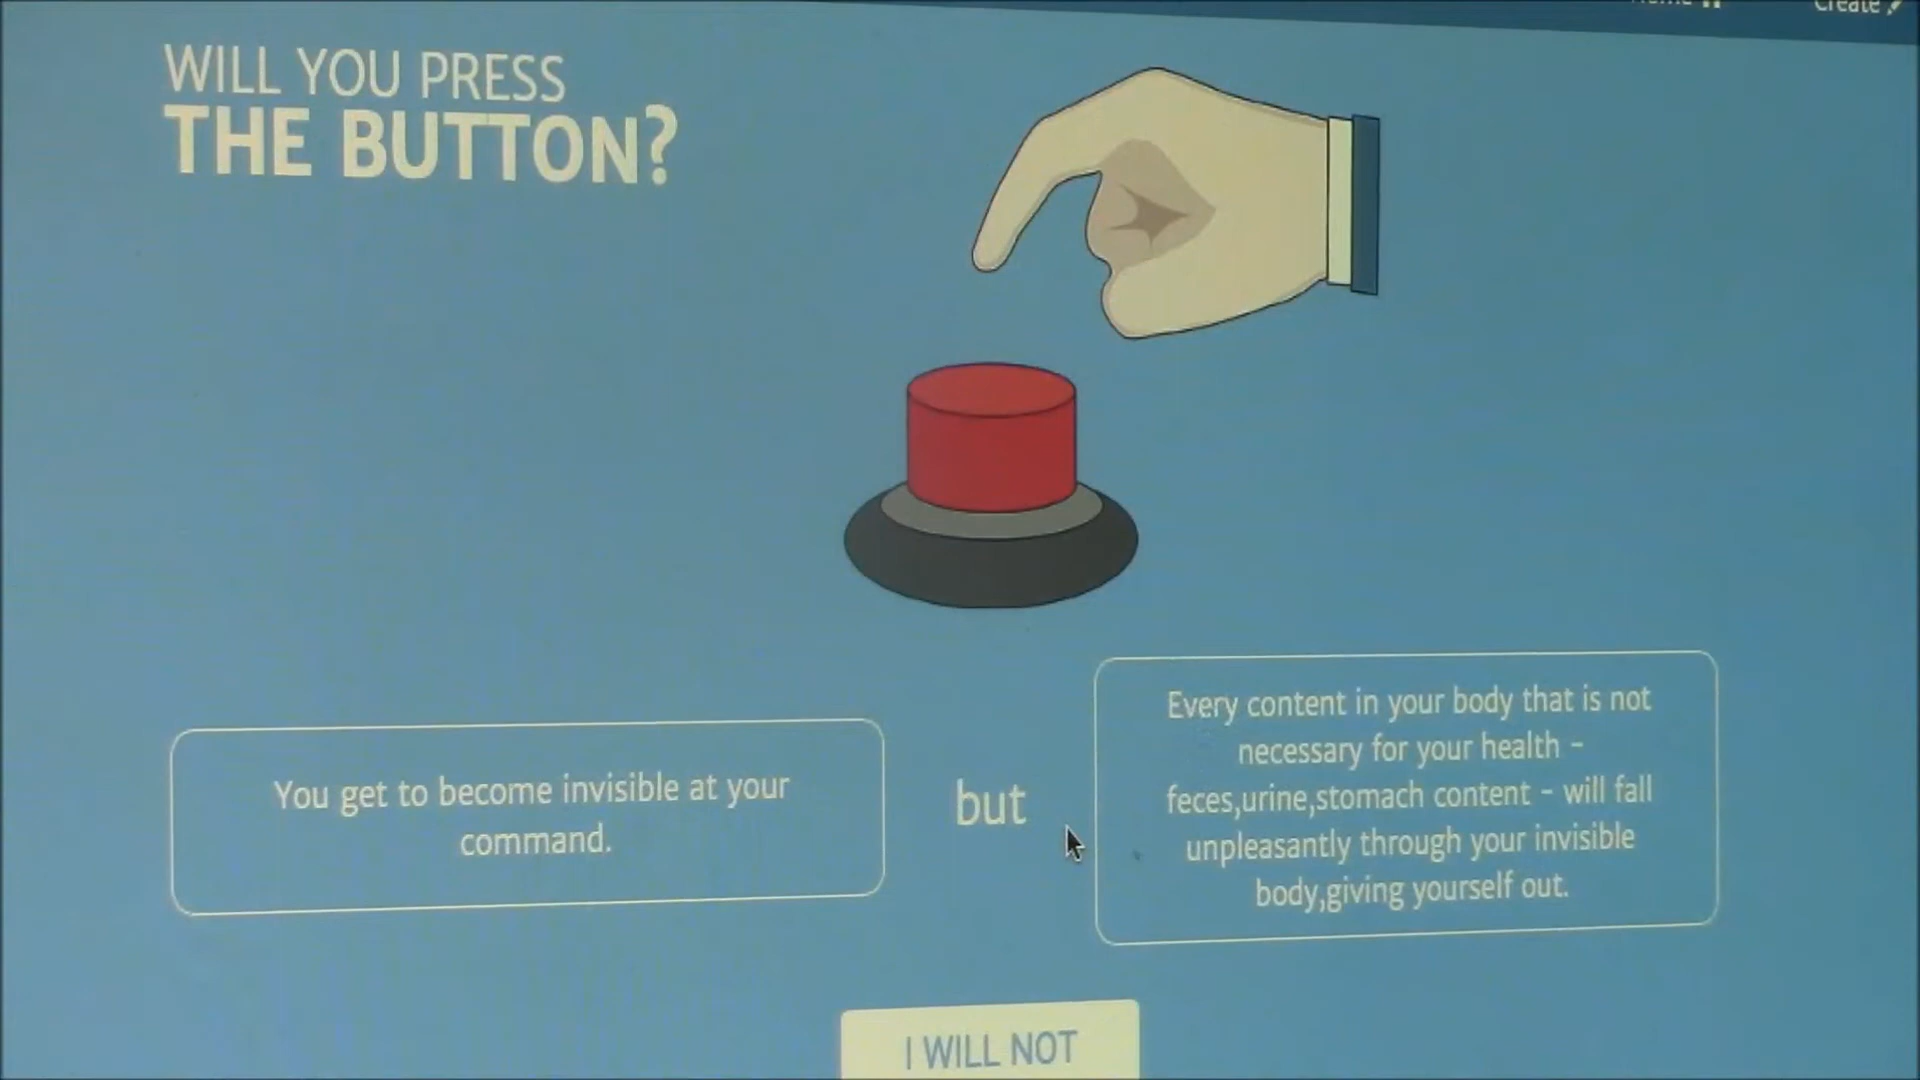 Create
WILL YOU PRESS
THE BUTTON?
You get to become invisible at your
command.
but
Every content in your body that is not
necessary for your health -
feces,urine,stomach content - will fall
unpleasantly through your invisible
body,giving yourself out.
I WILL NOT